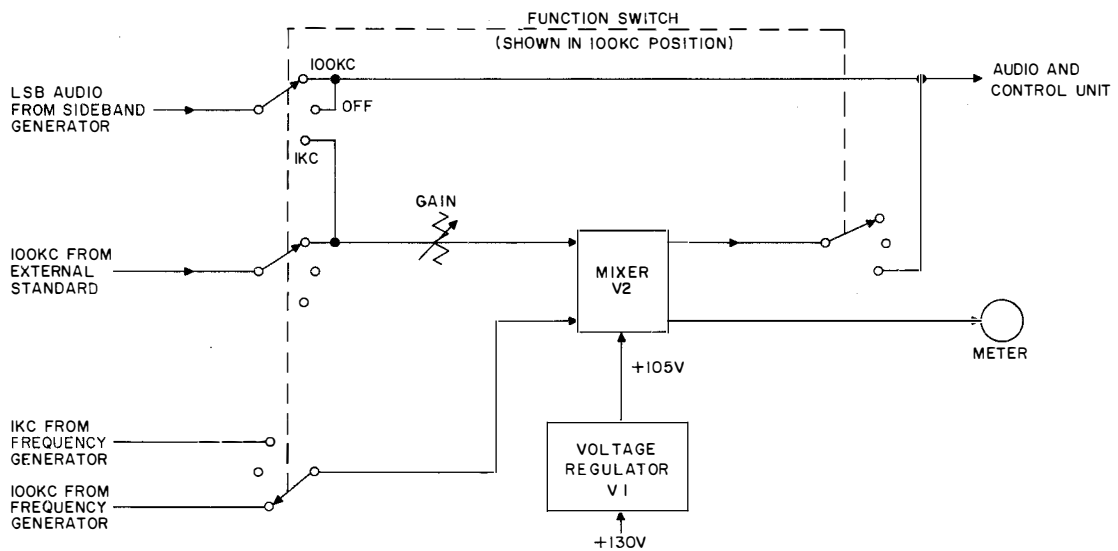 FUNCTION SWITCH
(SHOWN IN 100KC POSITION)
LSB AUDIO
FROM SIDEBAND
GENERATOR
100KC
OFF
1KC
AUDIO AND
CONTROL UNIT
GAIN
100KC FROM
EXTERNAL
STANDARD
MIXER
V2
METER
+105V
1KC FROM
FREQUENCY
GENERATOR
100KC FROM
FREQUENCY
GENERATOR
VOLTAGE
REGULATOR
V1
+130V